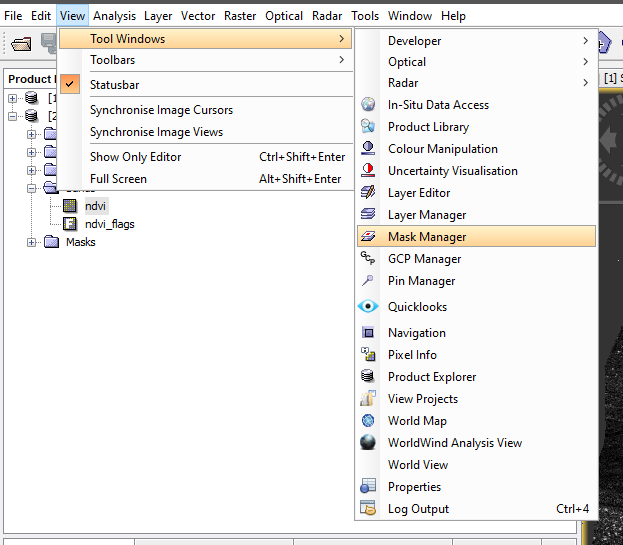 File Edit View Analysis Layer Vector Raster Optical Radar Tools Window Help
Tool Windows
Toolbars
Statusbar
Synchronise Image Cursors
Synchronise Image Views
Show Only Editor Ctrl+Shift+Enter
Full Screen Alt+Shift+Enter
Developer
Optical
Radar
In-Situ Data Access
Product Library
Colour Manipulation
Uncertainty Visualisation
Layer Editor
Layer Manager
Mask Manager
GCP Manager
Pin Manager
Quicklooks
Navigation
Pixel Info
Product Explorer
View Projects
World Map
WorldWind Analysis View
World View
Properties
Log Output Ctrl+4
Product
[1]
[2
ndvi
ndvi_flags
Masks
[1]